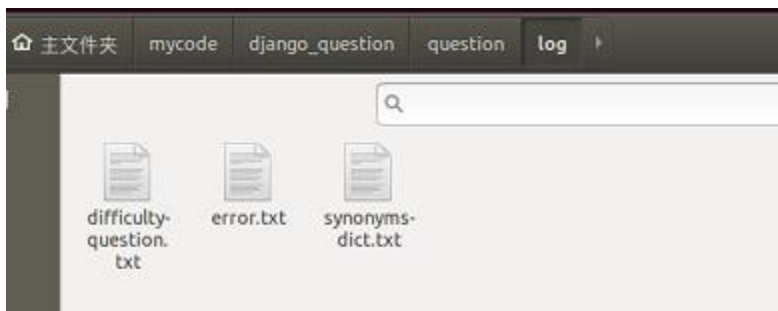 主文件夹 mycode django_question question log
difficulty-
question.
txt
error.txt
synonyms-
dict.txt